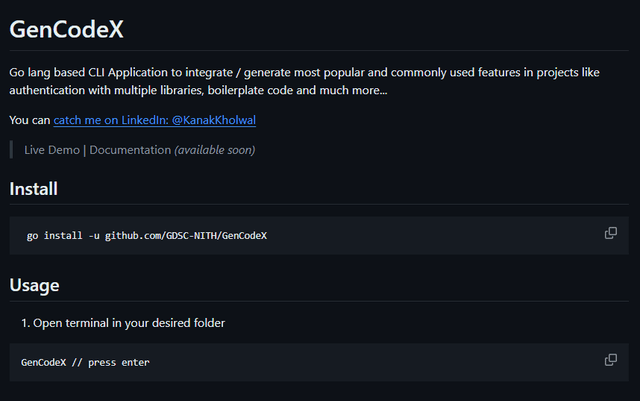 GenCodeX
Go lang based CLI Application to integrate / generate most popular and commonly used features in projects like
authentication with multiple libraries, boilerplate code and much more...
You can catch me on LinkedIn: @KanakKholwal
Live Demo | Documentation (available soon)
Install
go install -u github.com/GDSC-NITH/GenCodeX
Usage
1. Open terminal in your desired folder
GenCodeX // press enter